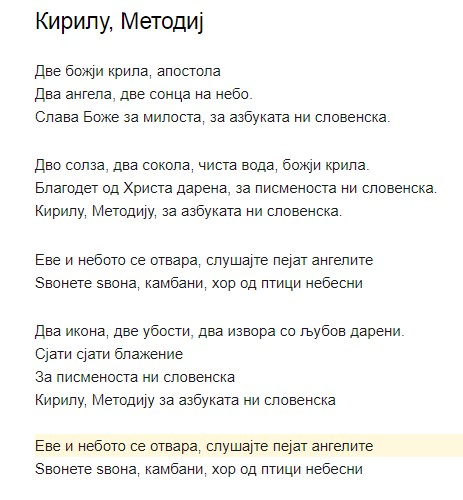 Кирилу, Методиј
Две божји крила, апостола
Два ангела, две сонца на небо.
Слава Боже за милоста, за азбуката ни словенска.
Дво солза, два сокола, чиста вода, божји крила.
Благодет од Христа дарена, за писменоста ни словенска.
Кирилу, Методију, за азбуката ни словенска.
Еве и небото се отвара, слушајте пејат ангелите
Ѕвонете ѕвона, камбани, хор од птици небесни
Два икона, две убости, два извора со љубов дарени.
Сјати сјати блажение
За писменоста ни словенска
Кирилу, Методију за азбуката ни словенска
Еве и небото се отвара, слушајте пејат ангелите
Ѕвонете ѕвона, камбани, хор од птици небесни